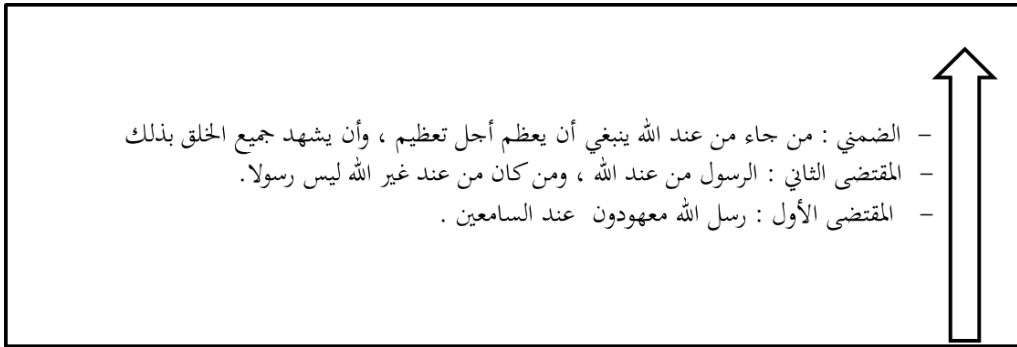 - الضمني : من جاء من عند الله ينبغي أن يعظم أجل تعظيم ، وأن يشهد جميع الخلق بذلك
- المقتضى الثاني : الرسول من عند الله ، ومن كان من عند غير الله ليس رسولا.
- المقتضى الأول : رسل الله معهودون عند السامعين .